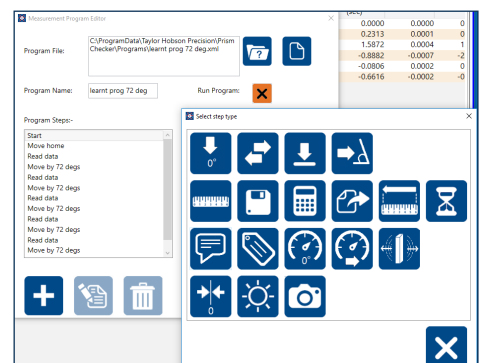 Measurement Program Editor
(sec)
0.0000 0.0000 0
0.2313 0.0001 0
1.5872 0.0004 1
-0.8882 -0.0007 -2
-0.0806 0.0002 0
-0.6616 -0.0002 -0
Program File:
C:\ProgramData\Taylor Hobson Precision\Prism
Checker\Programs\learnt prog 72 deg.xml
Program Name:
learnt prog 72 deg
Run Program:
Program Steps:-
Start
Move home
Read data
Move by 72 degs
Read data
Move by 72 degs
Read data
Move by 72 degs
Read data
Move by 72 degs
Read data
Move by 72 degs
Select step type
0°
0°
0